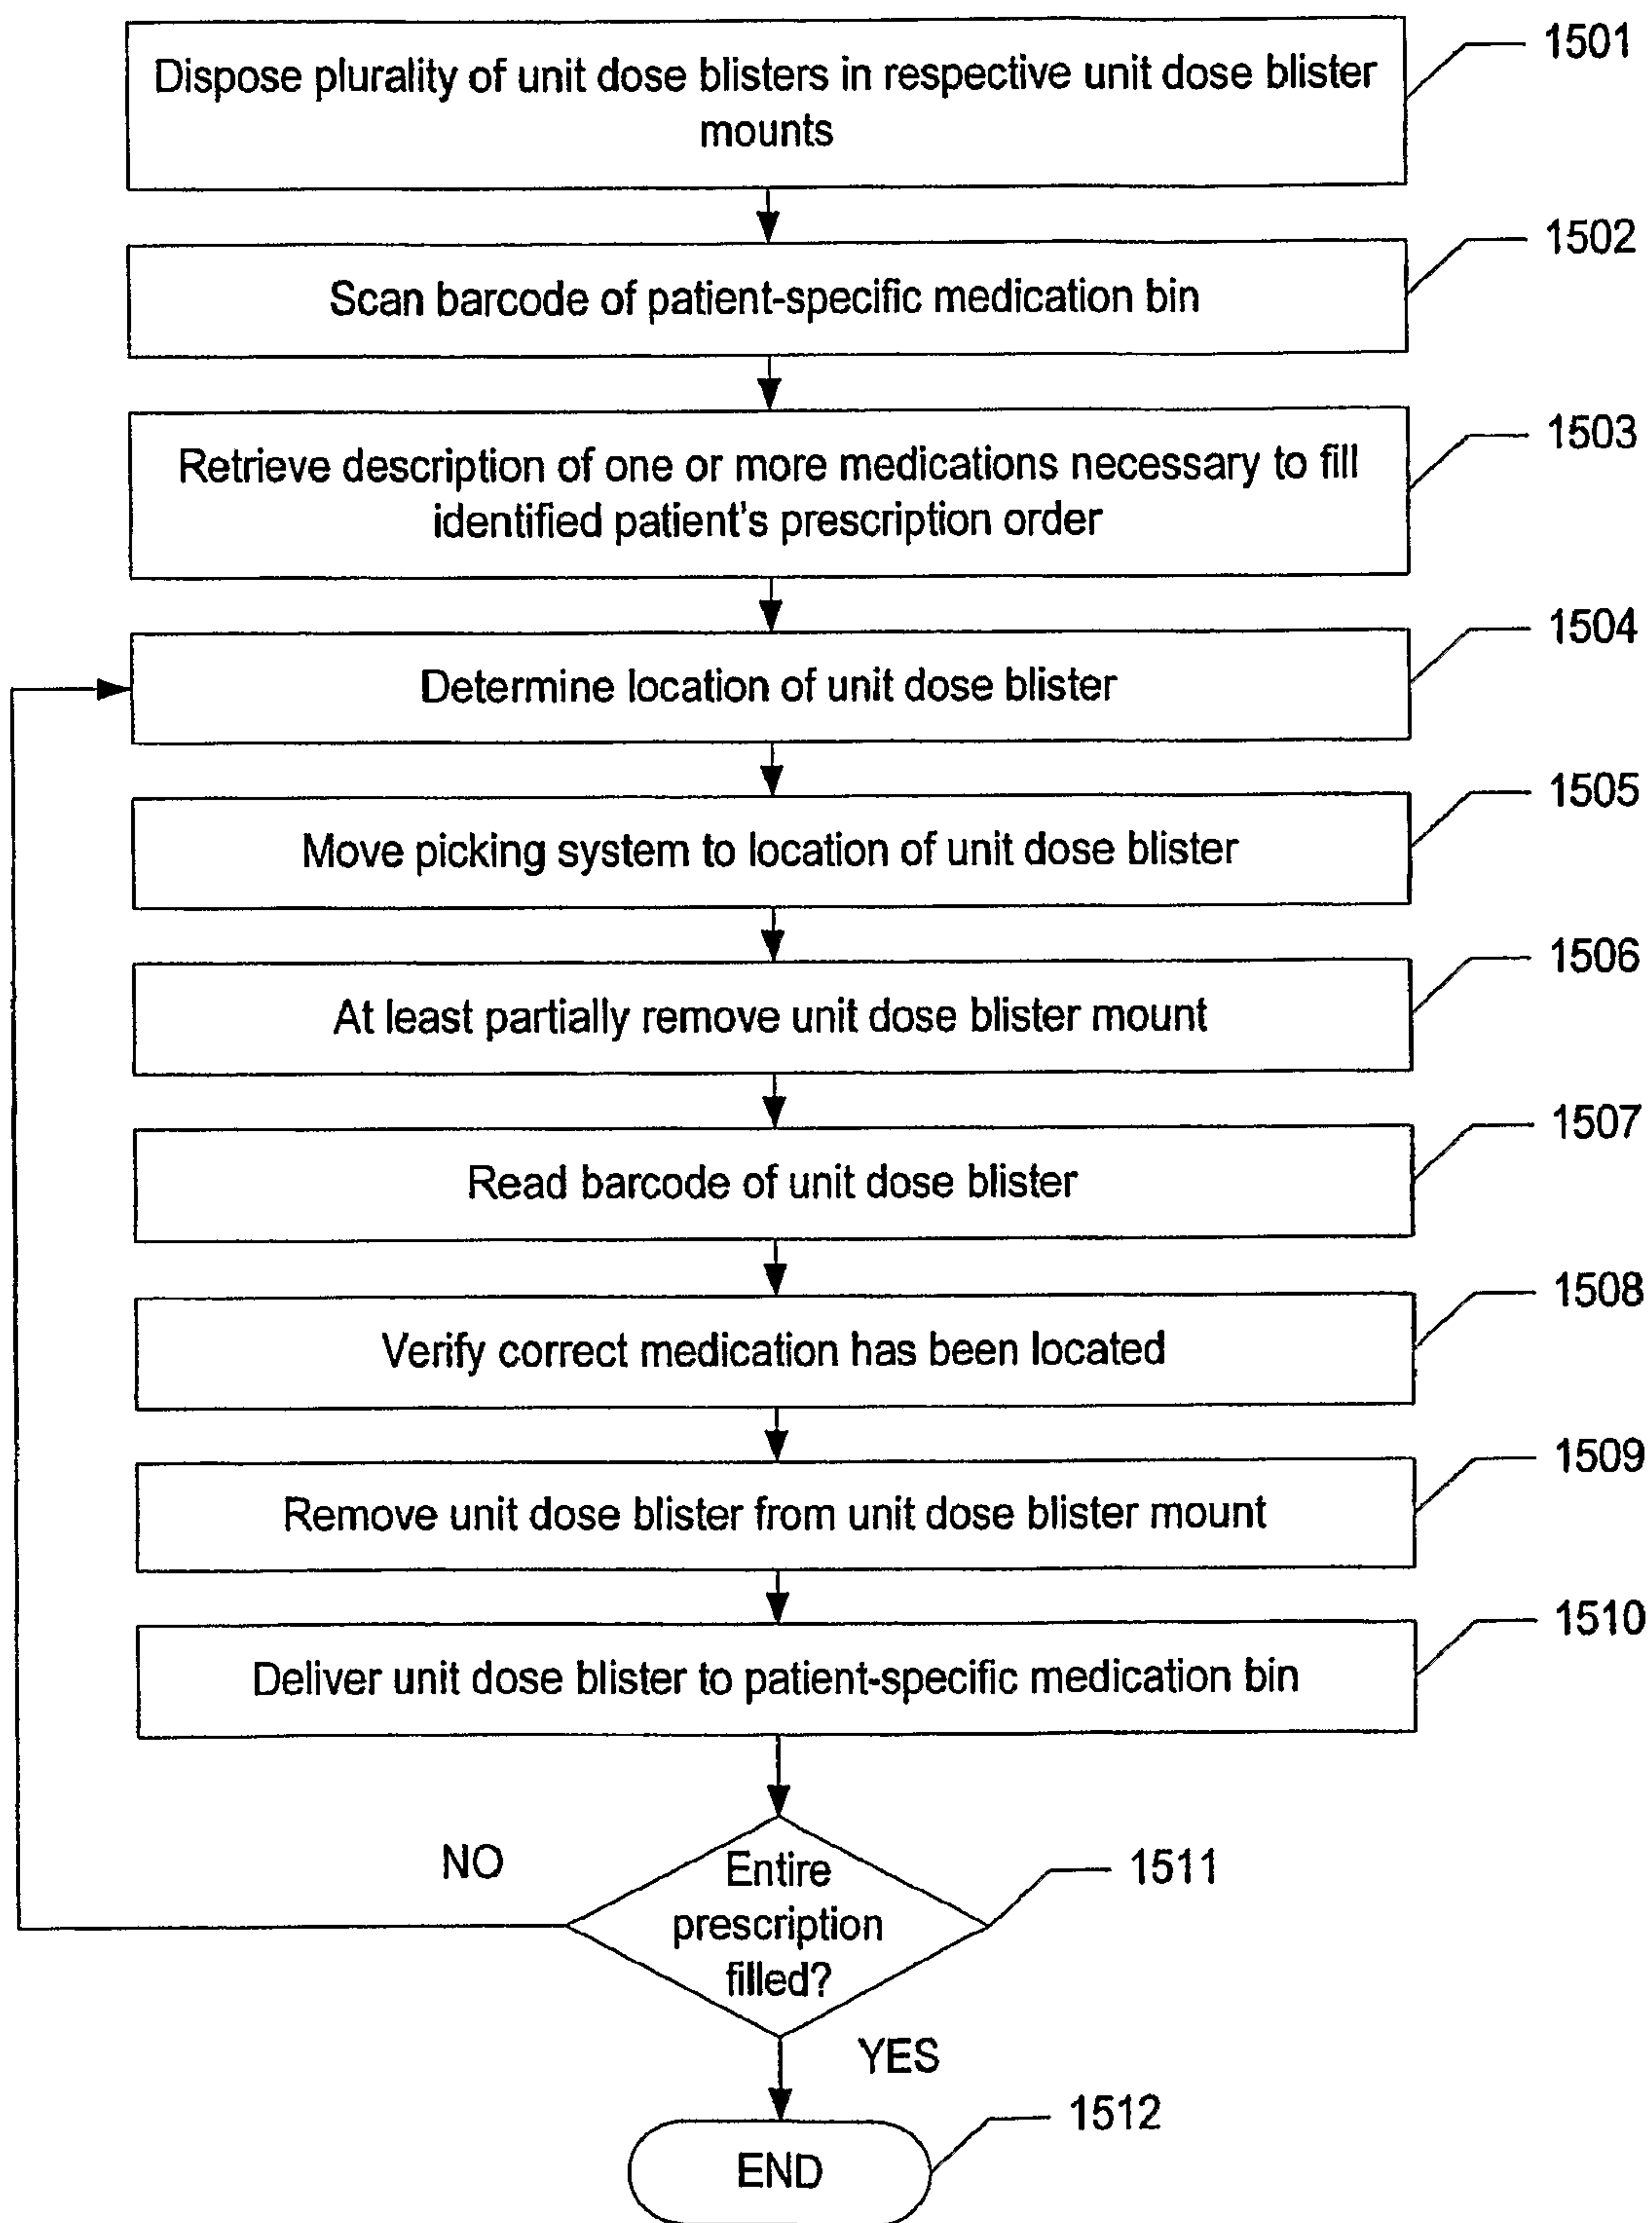 1501
Dispose plurality of unit dose blisters in respective unit dose blister
mounts
1502
Scan barcode of patient-specific medication bin
1503
Retrieve description of one or more medications necessary to fill
identified patient's prescription order
1504
Determine location of unit dose blister
1505
Move picking system to location of unit dose blister
1506
At least partially remove unit dose blister mount
1507
Read barcode of unit dose blister
1508
Verify correct medication has been located
1509
Remove unit dose blister from unit dose blister mount
1510
Deliver unit dose blister to patient-specific medication bin
NO
Entire
prescription
filled?
1511
YES
1512
END